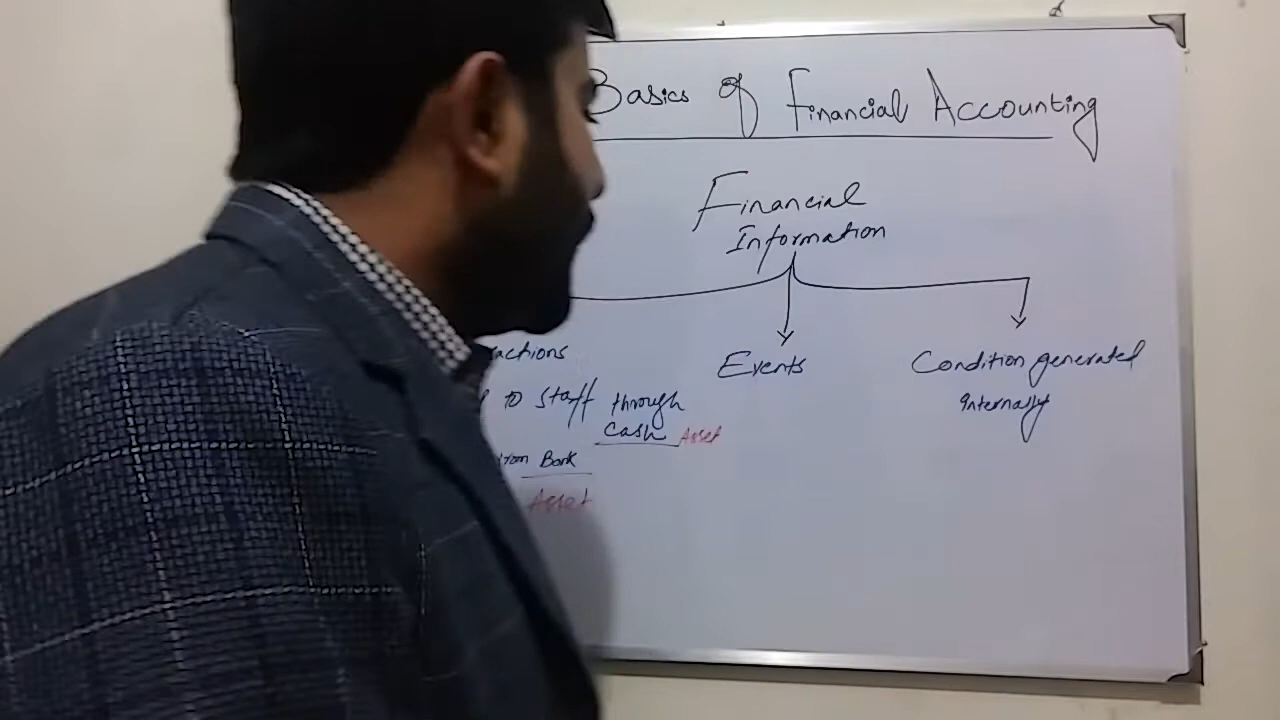 Basics of Financial Accounting
Financial
Information
actions
Events
Condition generated
Internally
to staff through
cash Asset
from Bank
Asset